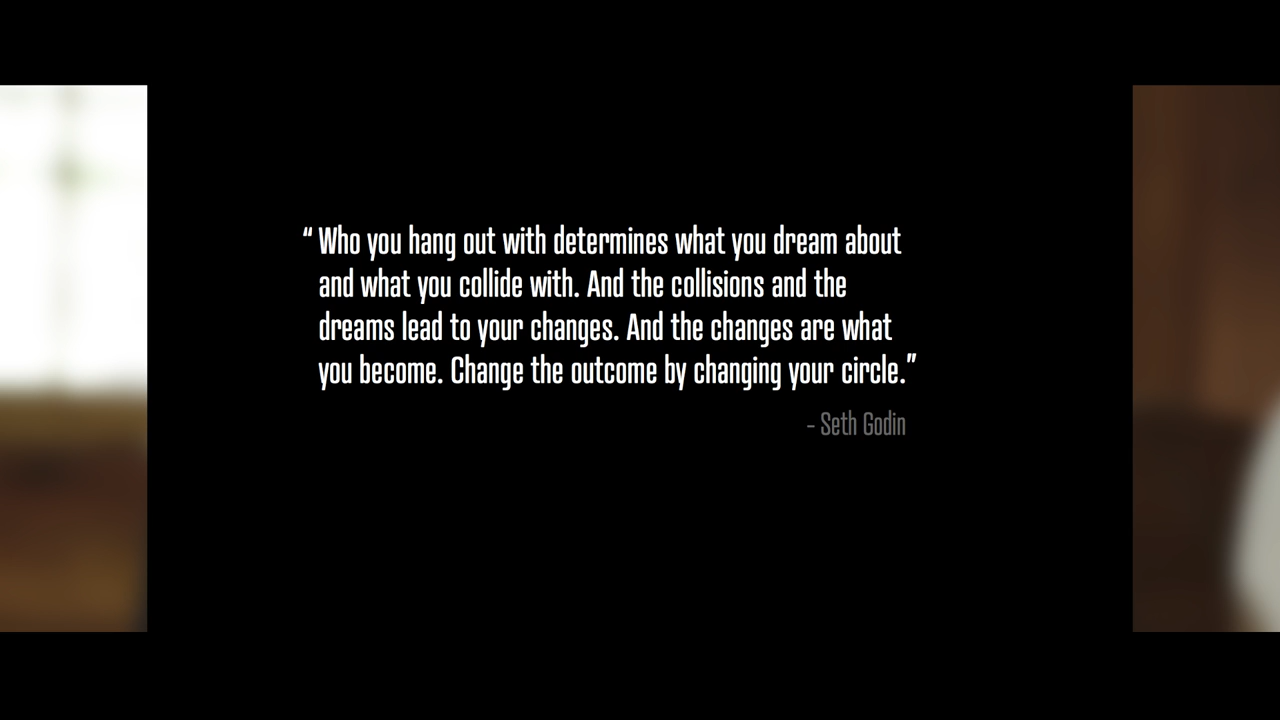 “ Who you hang out with determines what you dream about
and what you collide with. And the collisions and the
dreams lead to your changes. And the changes are what
you become. Change the outcome by changing your circle.”
- Seth Godin